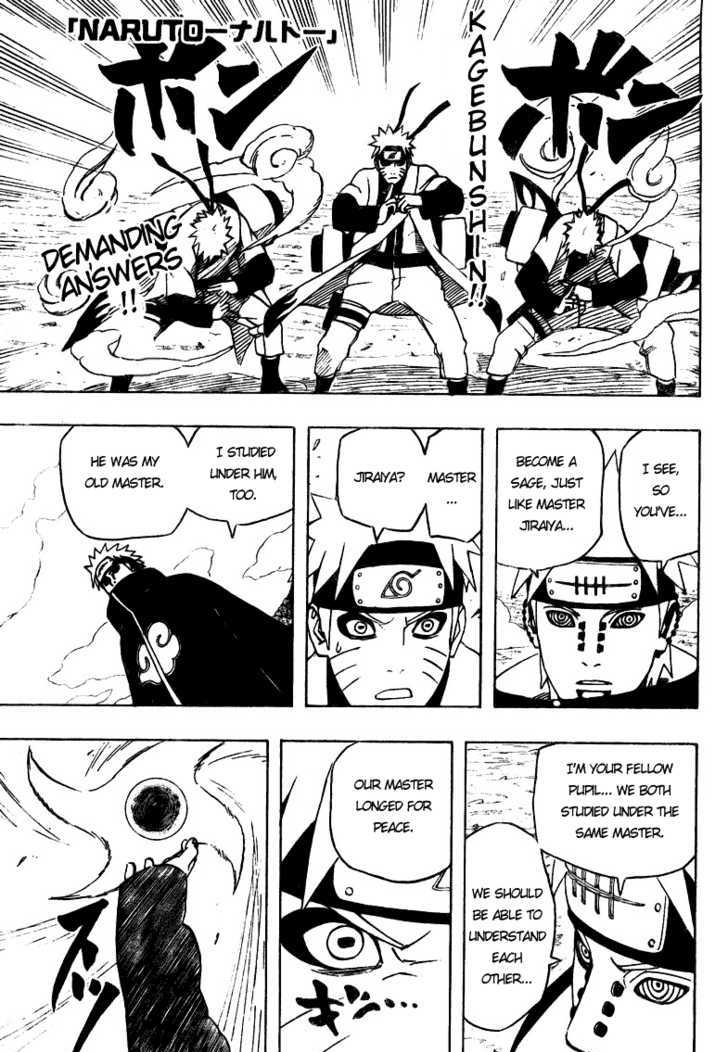 「NARUTOーナルトー」
ボン
KAGEBUNSHIN!!
ボン
DEMANDING
ANSWERS
!!
I SEE,
SO
YOU'VE...
BECOME A
SAGE, JUST
LIKE MASTER
JIRAIYA...
MASTER
...
JIRAIYA?
I STUDIED
UNDER HIM,
TOO.
HE WAS MY
OLD MASTER.
I'M YOUR FELLOW
PUPIL... WE BOTH
STUDIED UNDER THE
SAME MASTER.
WE SHOULD
BE ABLE TO
UNDERSTAND
EACH
OTHER...
OUR MASTER
LONGED FOR
PEACE.
ギン...
ズッ